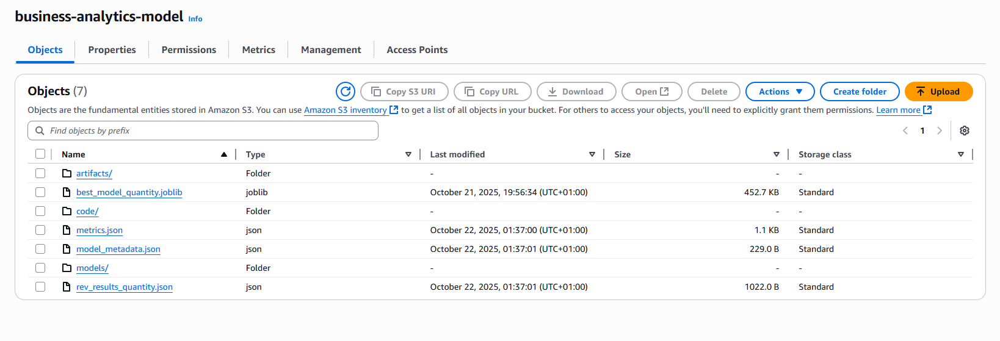 business-analytics-model Info
Objects Properties Permissions Metrics Management Access Points
Objects (7) Copy S3 URI Copy URL Download Open Delete Actions Create folder Upload
Objects are the fundamental entities stored in Amazon S3. You can use Amazon S3 inventory to get a list of all objects in your bucket. For others to access your objects, you'll need to explicitly grant them permissions. Learn more
Find objects by prefix 1
Name Type Last modified Size Storage class
artifacts/ Folder - - -
best_model_quantity.joblib joblib October 21, 2025, 19:56:34 (UTC+01:00) 452.7 KB Standard
code/ Folder - - -
metrics.json json October 22, 2025, 01:37:00 (UTC+01:00) 1.1 KB Standard
model_metadata.json json October 22, 2025, 01:37:01 (UTC+01:00) 229.0 B Standard
models/ Folder - - -
rev_results_quantity.json json October 22, 2025, 01:37:01 (UTC+01:00) 1022.0 B Standard